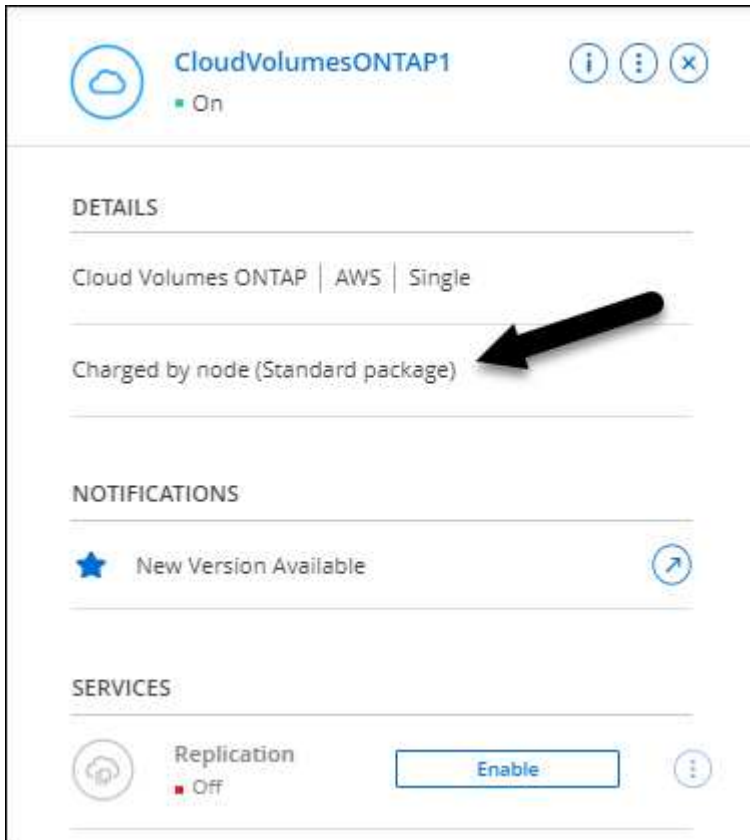 CloudVolumesONTAP1
On
DETAILS
Cloud Volumes ONTAP | AWS | Single
Charged by node (Standard package)
NOTIFICATIONS
New Version Available
SERVICES
Replication
Enable
Off